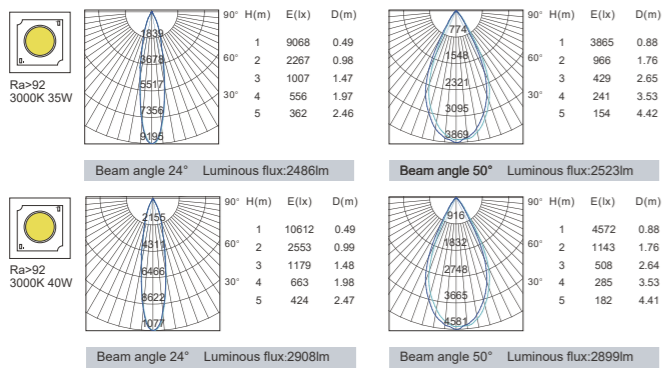 Ra>92
3000K 35W
1839
3678
5517
7356
9195
90°
60°
30°
H(m) E(lx) D(m)
1 9068 0.49
2 2267 0.98
3 1007 1.47
4 556 1.97
5 362 2.46
Beam angle 24° Luminous flux:2486lm
774
1548
2321
3095
3869
90°
60°
30°
H(m) E(lx) D(m)
1 3865 0.88
2 966 1.76
3 429 2.65
4 241 3.53
5 154 4.42
Beam angle 50° Luminous flux:2523lm
Ra>92
3000K 40W
2155
4311
6466
8622
1077
90°
60°
30°
H(m) E(lx) D(m)
1 10612 0.49
2 2553 0.99
3 1179 1.48
4 663 1.98
5 424 2.47
Beam angle 24° Luminous flux:2908lm
916
1832
2748
3665
4581
90°
60°
30°
H(m) E(lx) D(m)
1 4572 0.88
2 1143 1.76
3 508 2.64
4 285 3.53
5 182 4.41
Beam angle 50° Luminous flux:2899lm